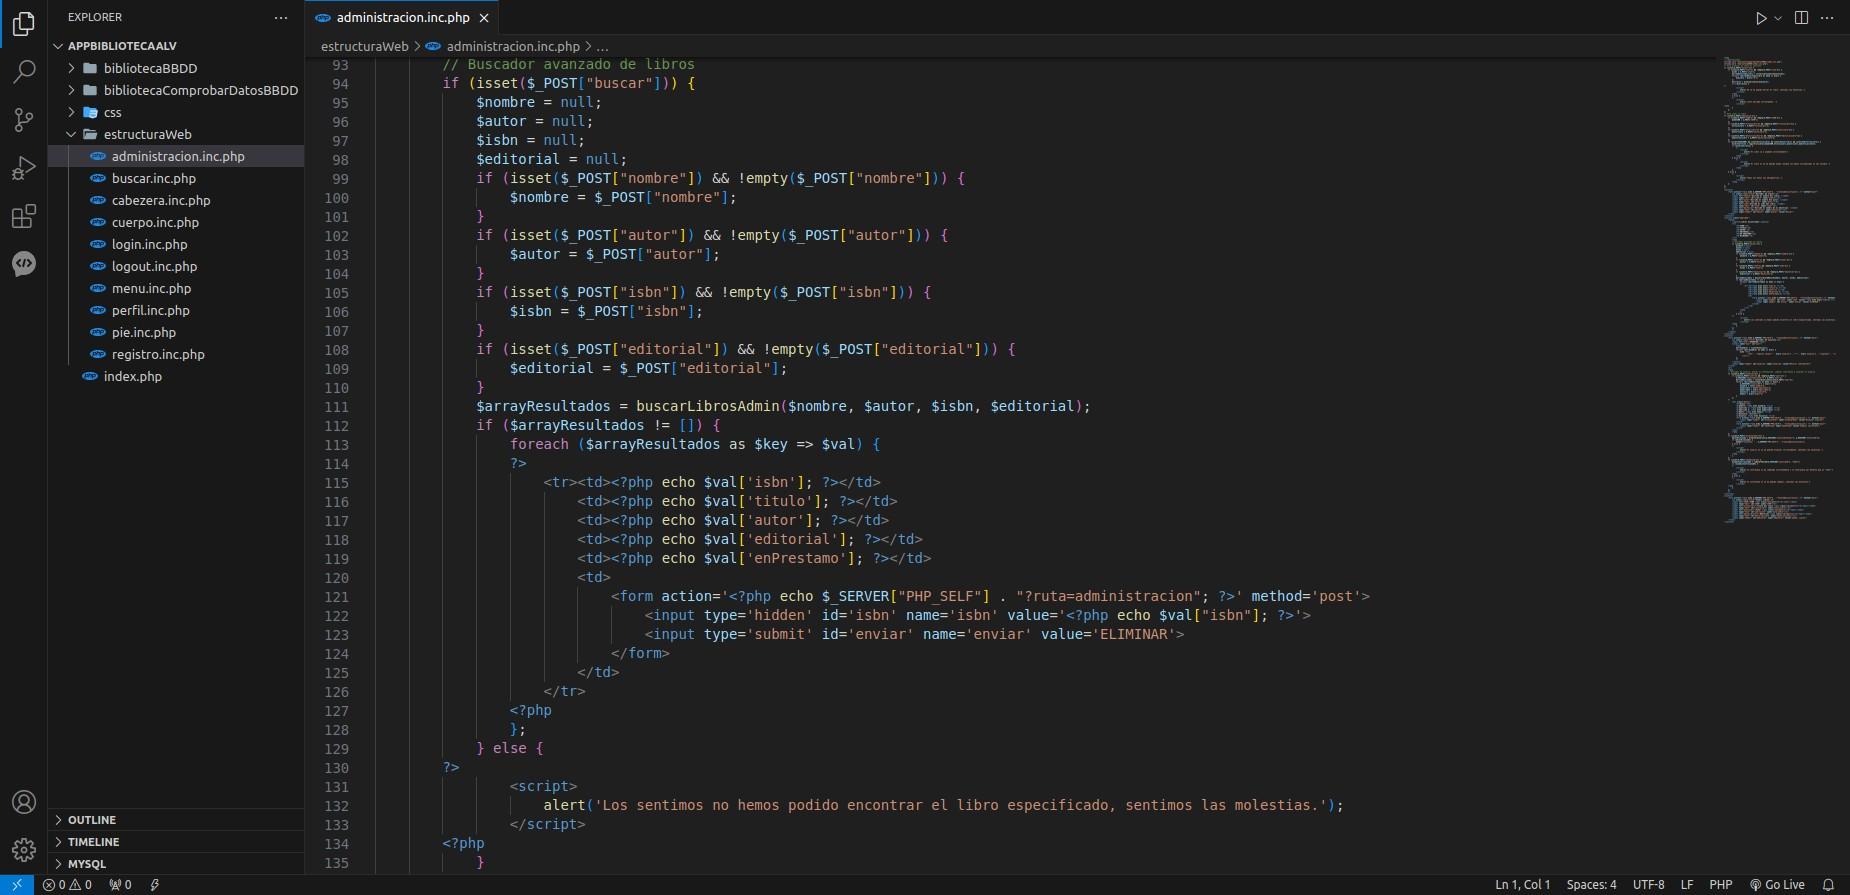 EXPLORER
APPBIBLIOTECAALV
bibliotecaBBDD
bibliotecaComprobarDatosBBDD
css
estructuraWeb
administracion.inc.php
buscar.inc.php
cabezera.inc.php
cuerpo.inc.php
login.inc.php
logout.inc.php
menu.inc.php
perfil.inc.php
pie.inc.php
registro.inc.php
index.php
OUTLINE
TIMELINE
MYSQL
administracion.inc.php
estructuraWeb > administracion.inc.php > ...
93 // Buscador avanzado de libros
94 if (isset($_POST["buscar"])) {
95 $nombre = null;
96 $autor = null;
97 $isbn = null;
98 $editorial = null;
99 if (isset($_POST["nombre"]) && !empty($_POST["nombre"])) {
100 $nombre = $_POST["nombre"];
101 }
102 if (isset($_POST["autor"]) && !empty($_POST["autor"])) {
103 $autor = $_POST["autor"];
104 }
105 if (isset($_POST["isbn"]) && !empty($_POST["isbn"])) {
106 $isbn = $_POST["isbn"];
107 }
108 if (isset($_POST["editorial"]) && !empty($_POST["editorial"])) {
109 $editorial = $_POST["editorial"];
110 }
111 $arrayResultados = buscarLibrosAdmin($nombre, $autor, $isbn, $editorial);
112 if ($arrayResultados != []) {
113 foreach ($arrayResultados as $key => $val) {
114 ?>
115 <tr><td><?php echo $val['isbn']; ?></td>
116 <td><?php echo $val['titulo']; ?></td>
117 <td><?php echo $val['autor']; ?></td>
118 <td><?php echo $val['editorial']; ?></td>
119 <td><?php echo $val['enPrestamo']; ?></td>
120 <td>
121 <form action='<?php echo $_SERVER["PHP_SELF"] . "?ruta=administracion"; ?>' method='post'>
122 <input type='hidden' id='isbn' name='isbn' value='<?php echo $val["isbn"]; ?>'>
123 <input type='submit' id='enviar' name='enviar' value='ELIMINAR'>
124 </form>
125 </td>
126 </tr>
127 <?php
128 };
129 } else {
130 ?>
131 <script>
132 alert('Los sentimos no hemos podido encontrar el libro especificado, sentimos las molestias.');
133 </script>
134 <?php
135 }
0 0 0
Ln 1, Col 1 Spaces: 4 UTF-8 LF PHP Go Live